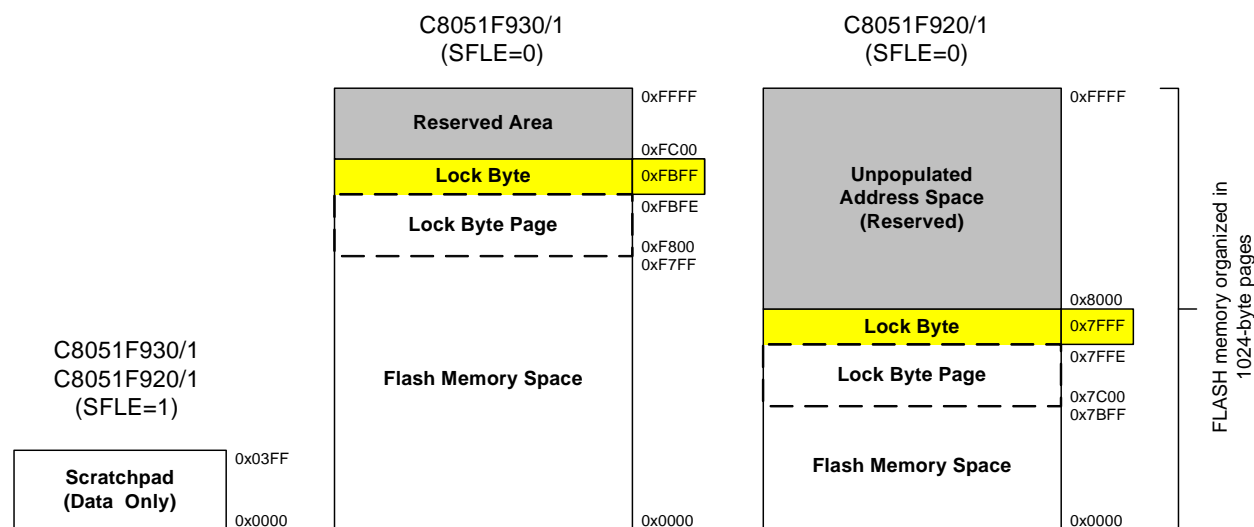 C8051F930/1
(SFLE=0)
C8051F920/1
(SFLE=0)
0xFFFF
Reserved Area
0xFC00
Lock Byte
0xFBFF
0xFBFE
Lock Byte Page
0xF800
0xF7FF
Flash Memory Space
0x0000
0xFFFF
Unpopulated
Address Space
(Reserved)
0x8000
Lock Byte
0x7FFF
0x7FFE
Lock Byte Page
0x7C00
0x7BFF
Flash Memory Space
0x0000
FLASH memory organized in
1024-byte pages
C8051F930/1
C8051F920/1
(SFLE=1)
0x03FF
Scratchpad
(Data Only)
0x0000